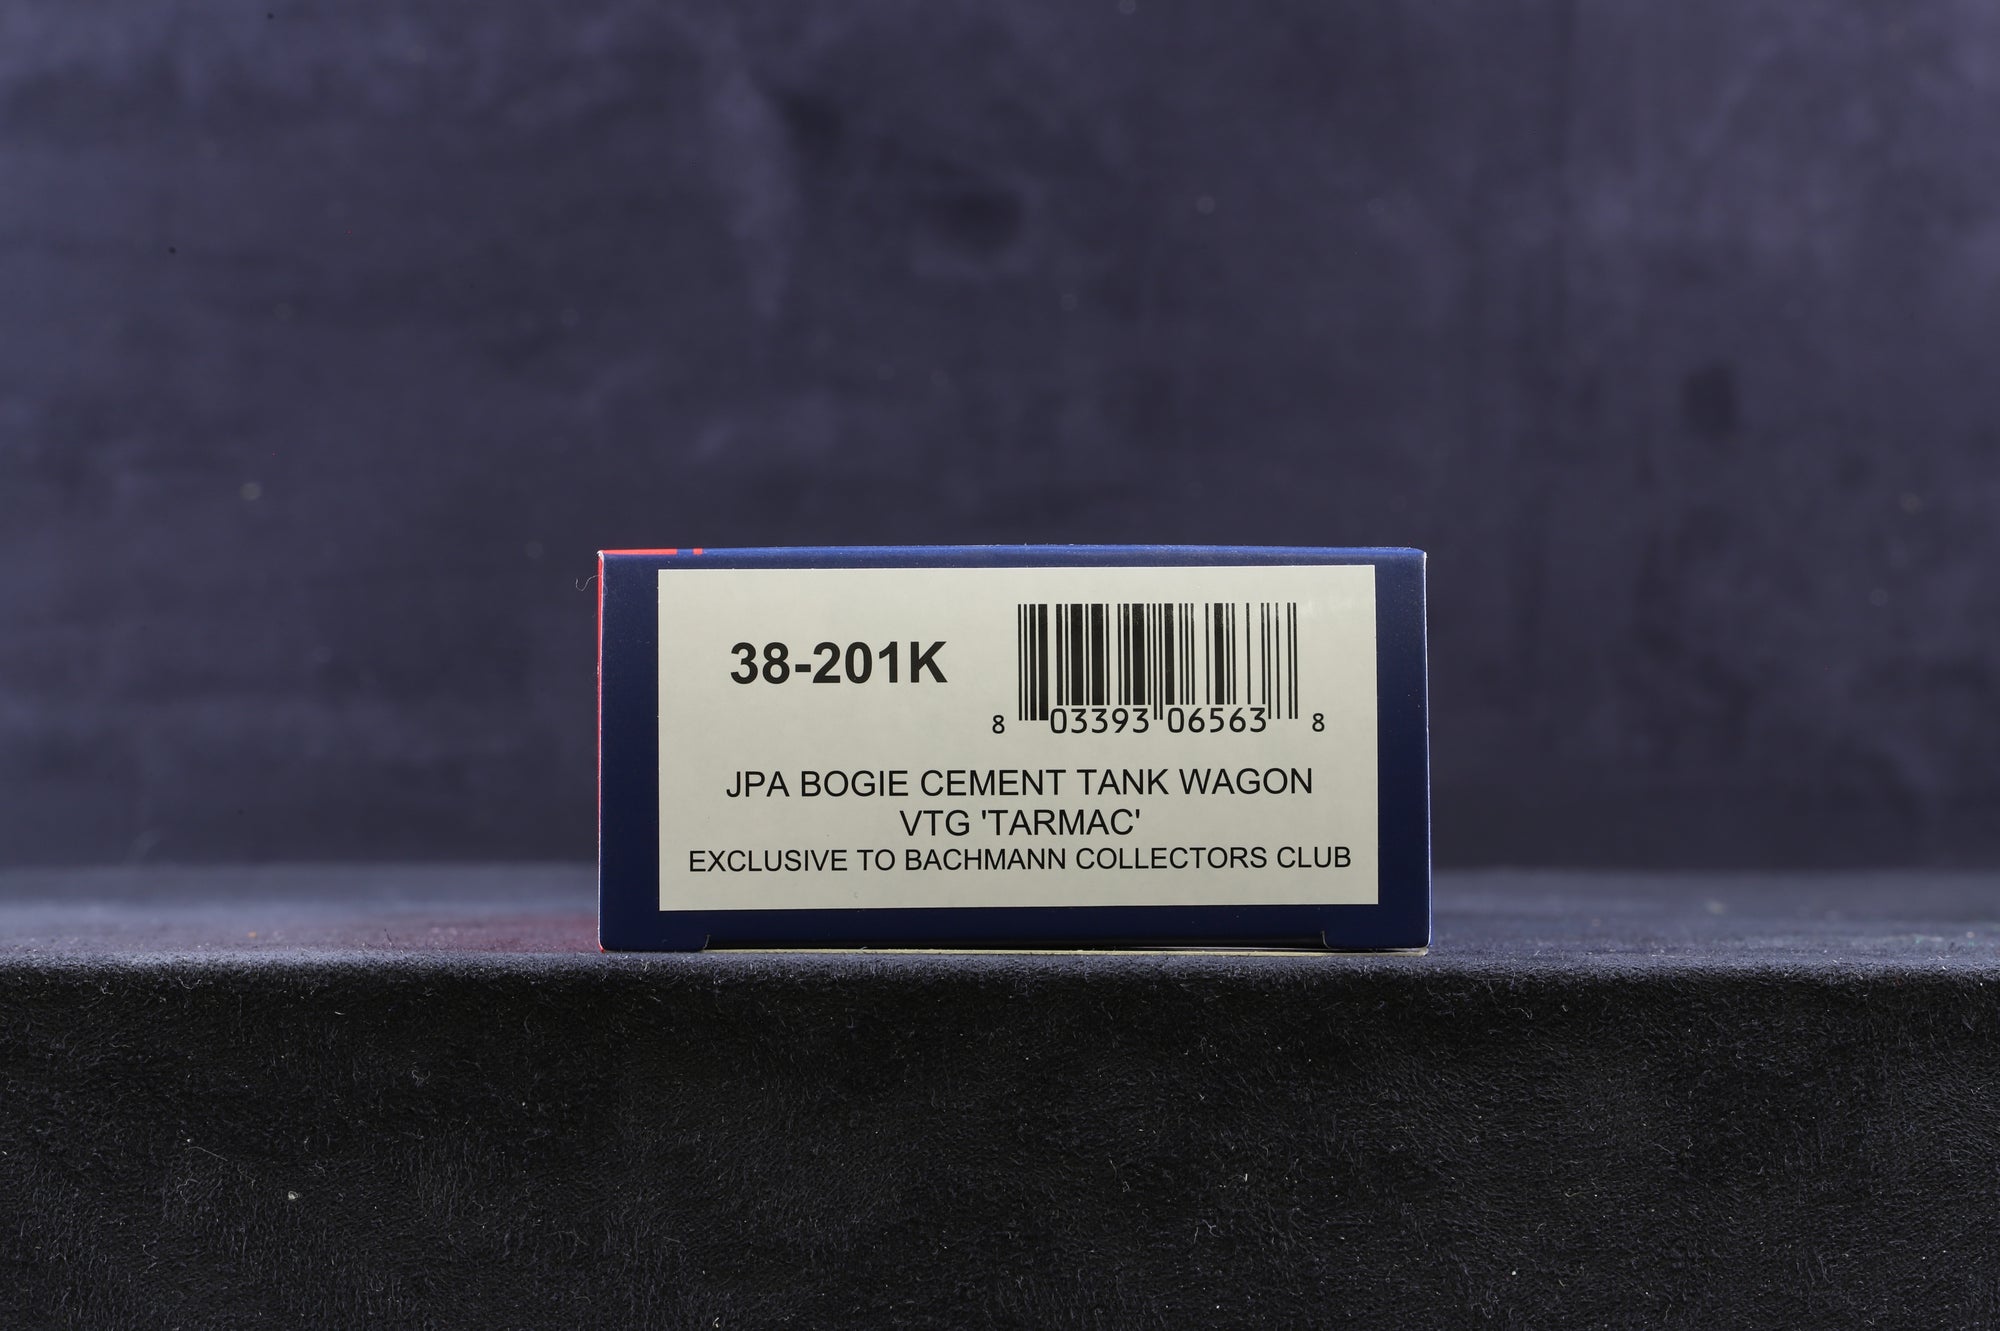 38-201K
8 03393 06563 8
JPA BOGIE CEMENT TANK WAGON
VTG 'TARMAC'
EXCLUSIVE TO BACHMANN COLLECTORS CLUB